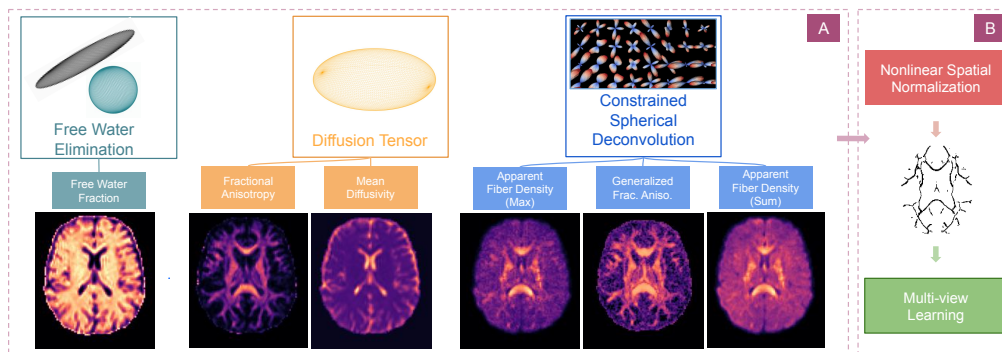 A
B
Free Water
Elimination
Diffusion Tensor
Constrained
Spherical
Deconvolution
Free Water
Fraction
Fractional
Anisotropy
Mean
Diffusivity
Apparent
Fiber Density
(Max)
Generalized
Frac. Aniso.
Apparent
Fiber Density
(Sum)
Nonlinear Spatial
Normalization
Multi-view
Learning